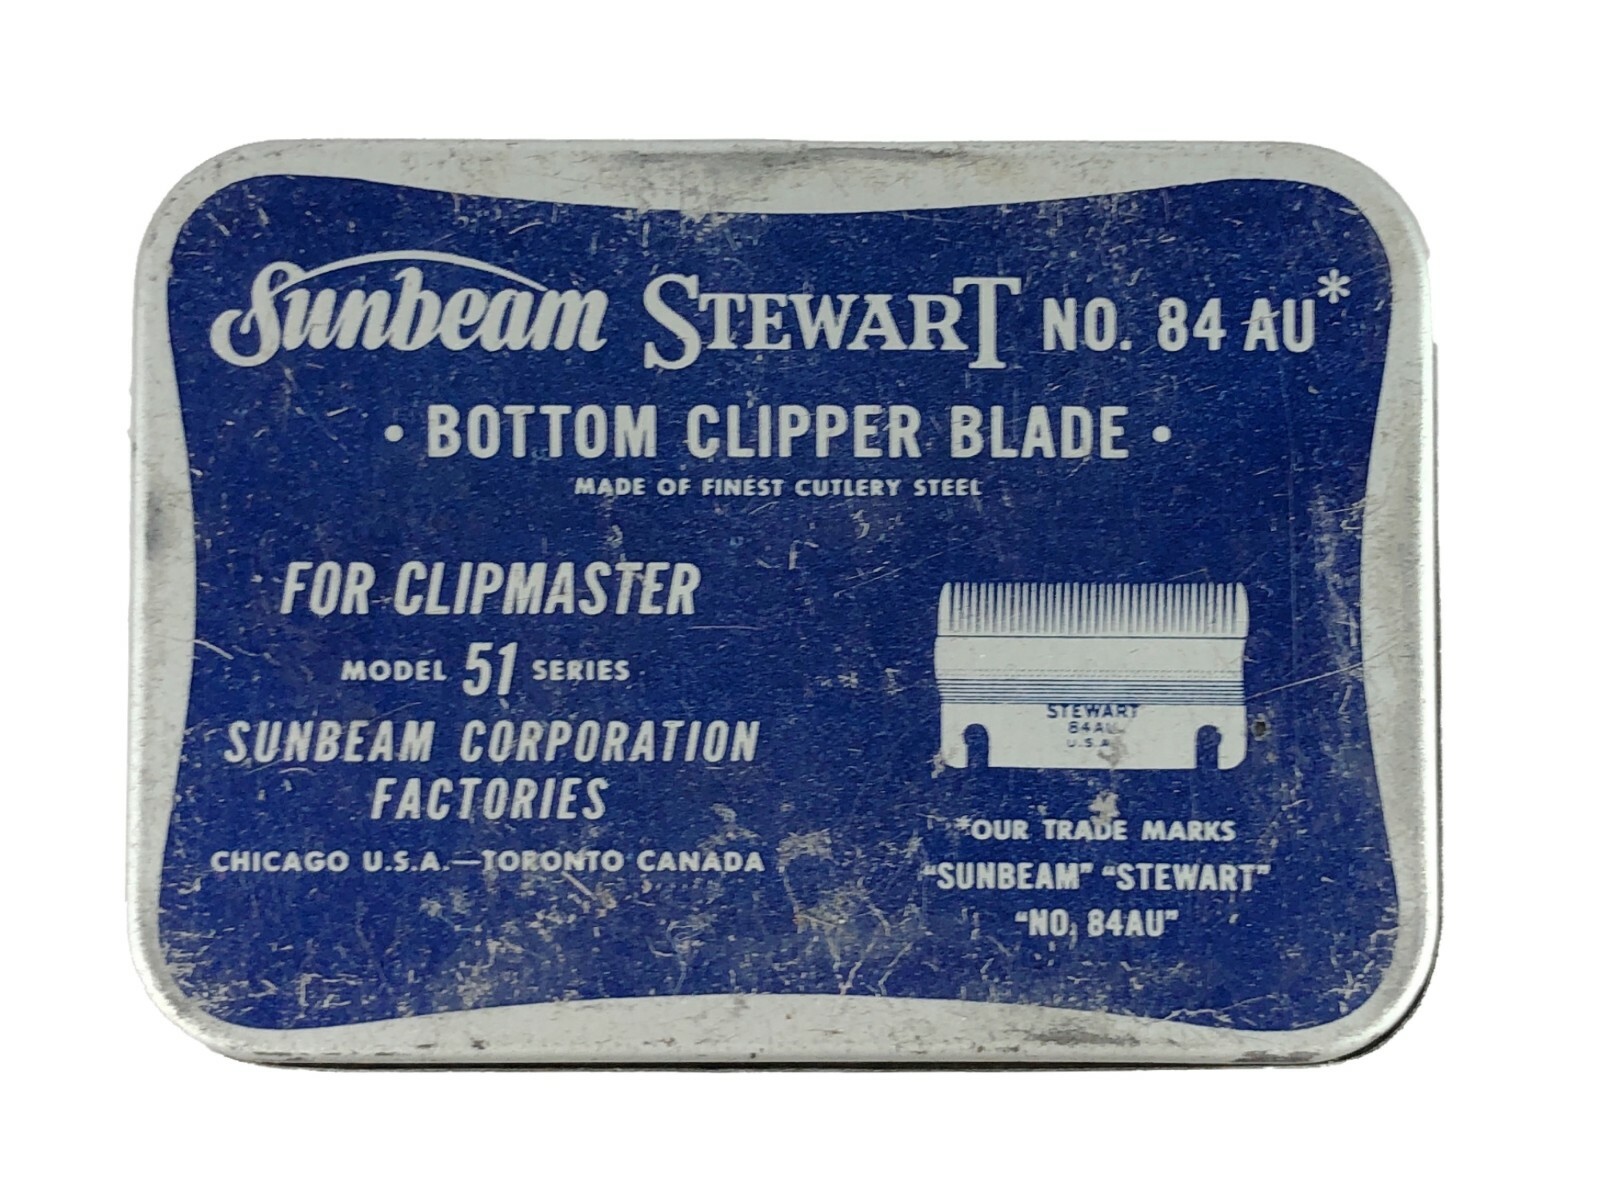 Sunbeam STEWART NO. 84 AU*
• BOTTOM CLIPPER BLADE •
MADE OF FINEST CUTLERY STEEL
FOR CLIPMASTER
MODEL 51 SERIES
SUNBEAM CORPORATION
FACTORIES
CHICAGO U.S.A.—TORONTO CANADA
STEWART
84AU
U.S.A.
*OUR TRADE MARKS
“SUNBEAM” “STEWART”
“NO. 84AU”